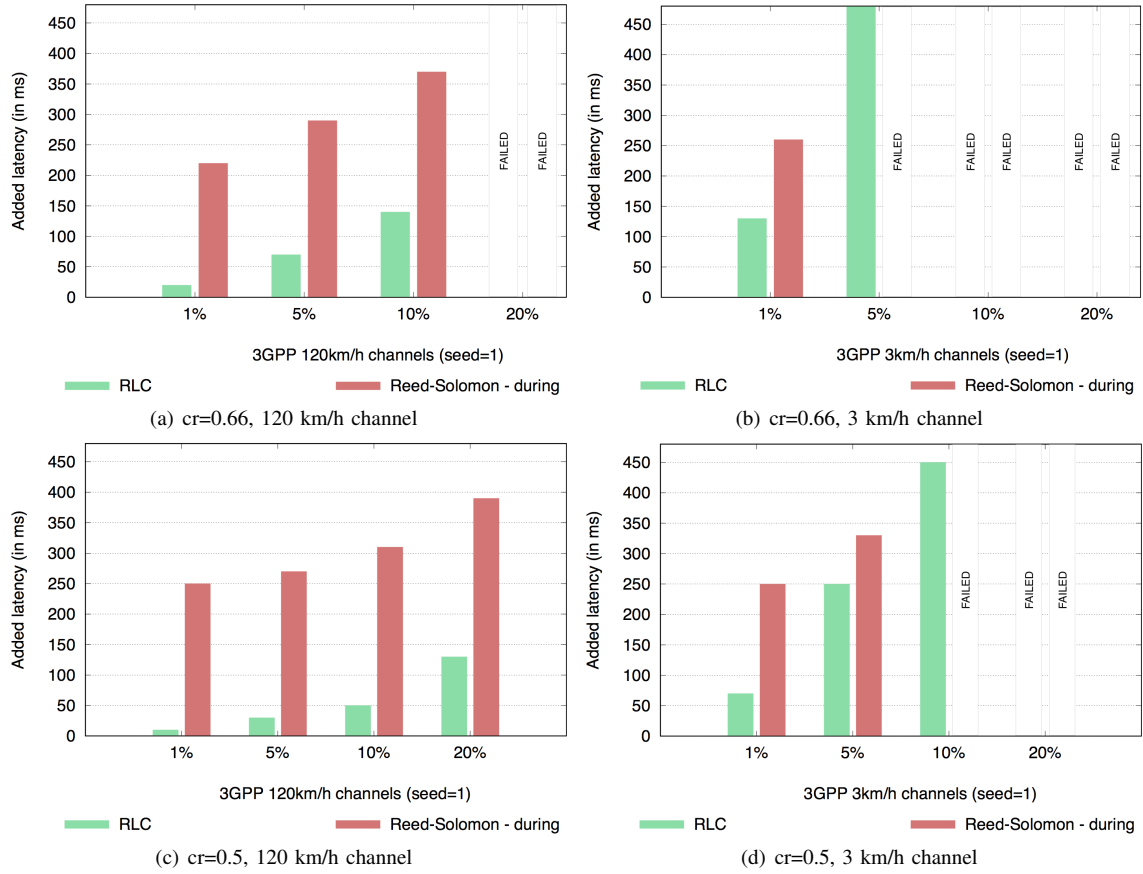 Added latency (in ms)
450
400
350
300
250
200
150
100
50
0
FAILED
FAILED
1%
5%
10%
20%
3GPP 120km/h channels (seed=1)
RLC
Reed-Solomon - during
(a) cr=0.66, 120 km/h channel
Added latency (in ms)
450
400
350
300
250
200
150
100
50
0
FAILED
FAILED
FAILED
FAILED
FAILED
1%
5%
10%
20%
3GPP 3km/h channels (seed=1)
RLC
Reed-Solomon - during
(b) cr=0.66, 3 km/h channel
Added latency (in ms)
450
400
350
300
250
200
150
100
50
0
1%
5%
10%
20%
3GPP 120km/h channels (seed=1)
RLC
Reed-Solomon - during
(c) cr=0.5, 120 km/h channel
Added latency (in ms)
450
400
350
300
250
200
150
100
50
0
FAILED
FAILED
FAILED
1%
5%
10%
20%
3GPP 3km/h channels (seed=1)
RLC
Reed-Solomon - during
(d) cr=0.5, 3 km/h channel